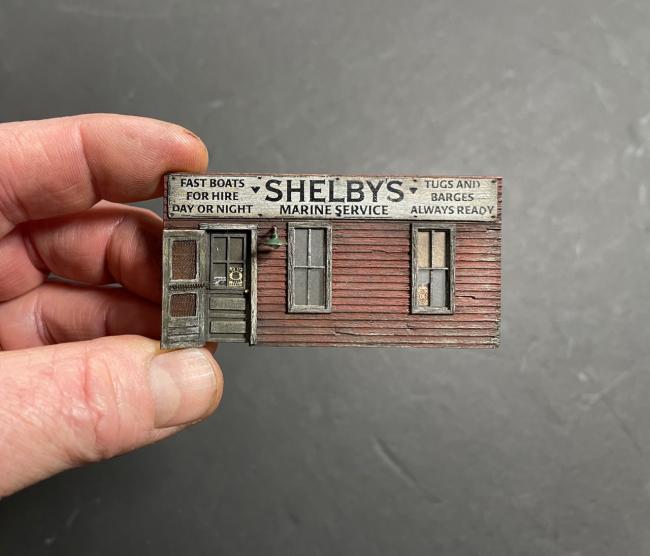 FAST BOATS
FOR HIRE
DAY OR NIGHT
SHELBYS
MARINE SERVICE
TUGS AND
BARGES
ALWAYS READY